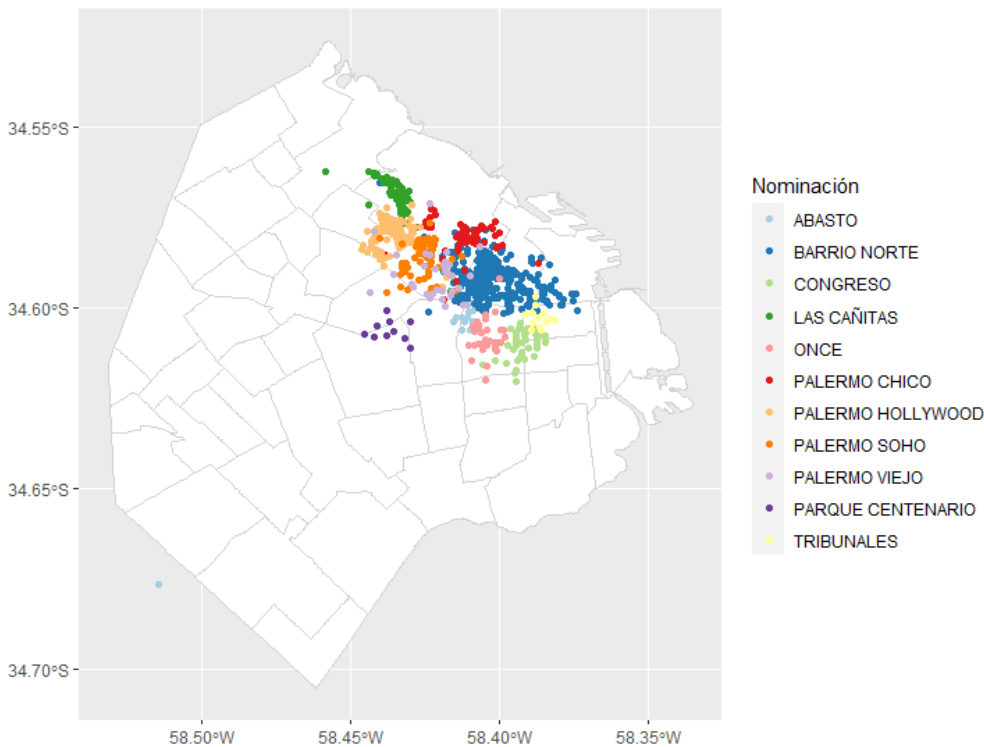 34.55°S
34.60°S
34.65°S
34.70°S
58.50°W
58.45°W
58.40°W
58.35°W
Nominación
ABASTO
BARRIO NORTE
CONGRESO
LAS CAÑITAS
ONCE
PALERMO CHICO
PALERMO HOLLYWOOD
PALERMO SOHO
PALERMO VIEJO
PARQUE CENTENARIO
TRIBUNALES